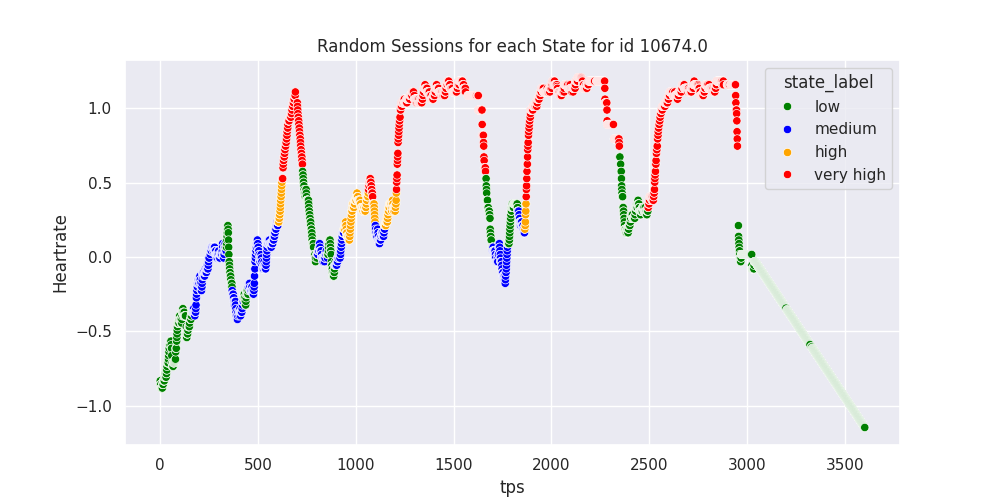 Random Sessions for each State for id 10674.0
state_label
low
medium
high
very high
1.0
0.5
0.0
−0.5
−1.0
Heartrate
0 500 1000 1500 2000 2500 3000 3500
tps